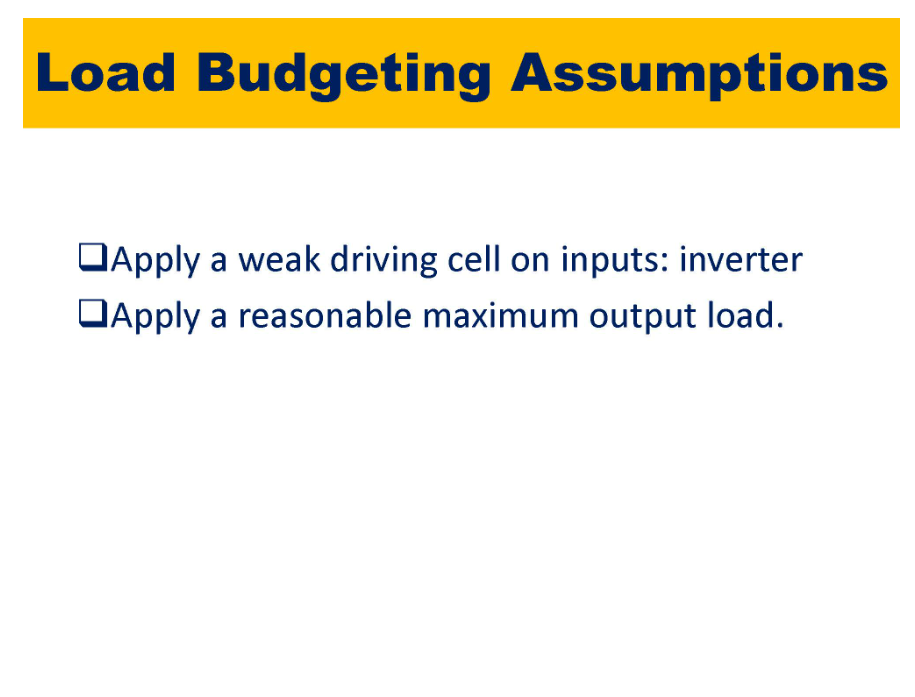 Load Budgeting Assumptions
❑Apply a weak driving cell on inputs: inverter
❑Apply a reasonable maximum output load.